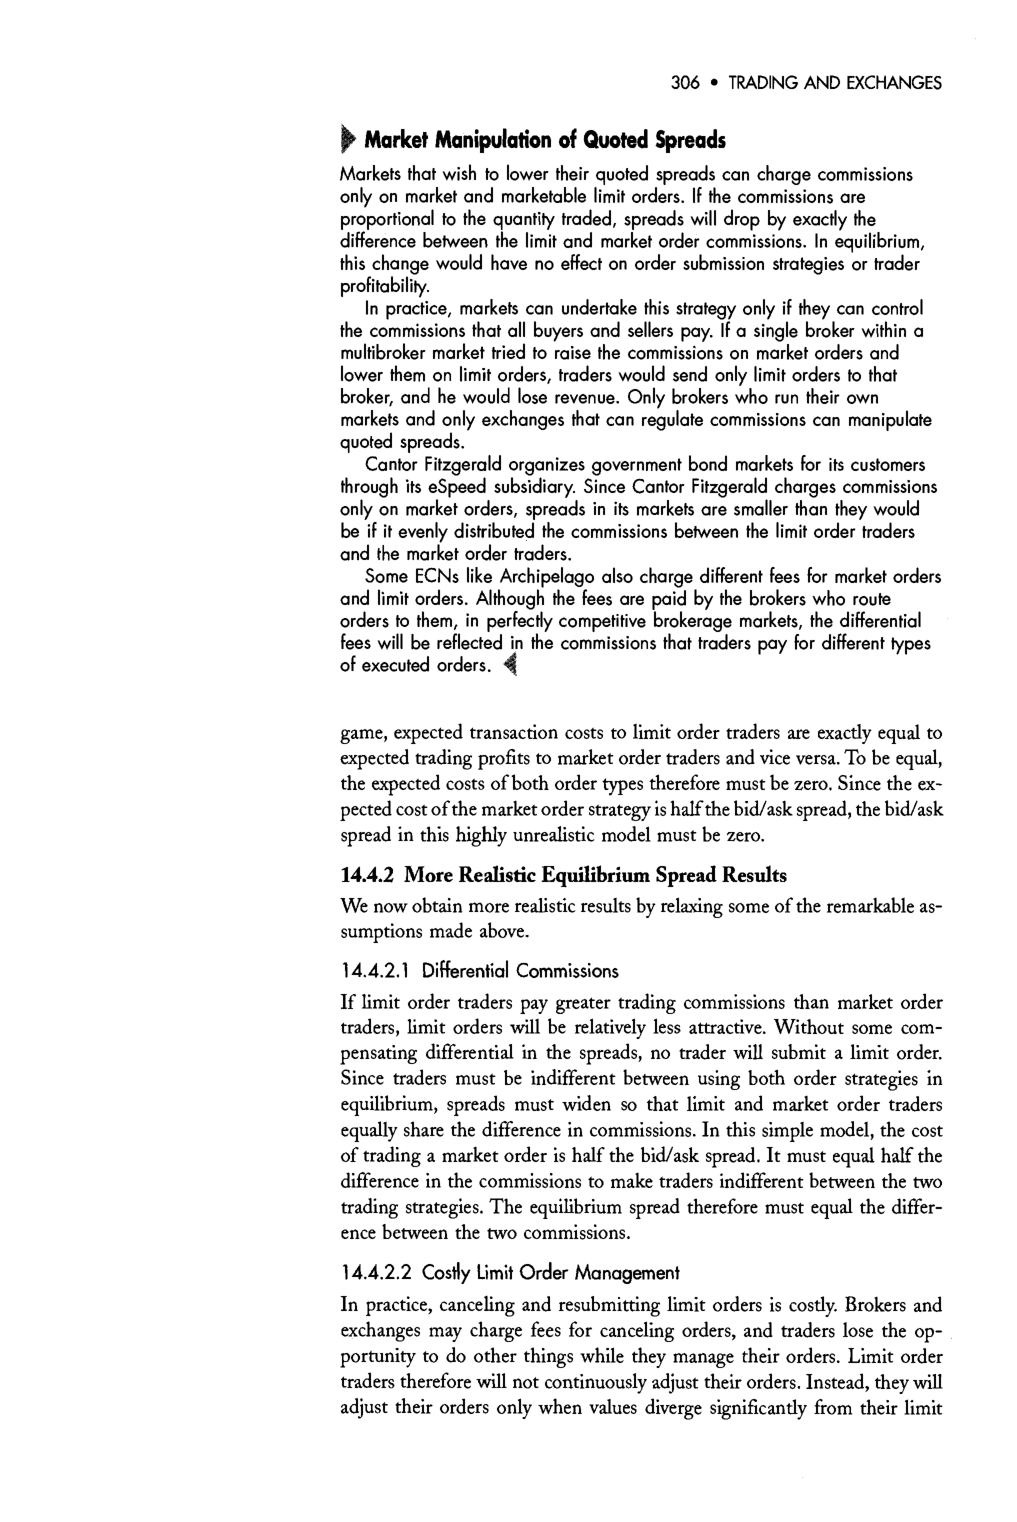 306 • TRADING AND EXCHANGES
Market Manipulation of Quoted Spreads
Markets that wish to lower their quoted spreads can charge commissions
only on market and marketable limit orders. If the commissions are
proportional to the quantity traded, spreads will drop by exactly the
difference between the limit and market order commissions. In equilibrium,
this change would have no effect on order submission strategies or trader
profitability.
In practice, markets can undertake this strategy only if they can control
the commissions that all buyers and sellers pay. If a single broker within a
multibroker market tried to raise the commissions on market orders and
lower them on limit orders, traders would send only limit orders to that
broker, and he would lose revenue. Only brokers who run their own
markets and only exchanges that can regulate commissions can manipulate
quoted spreads.
Cantor Fitzgerald organizes government bond markets for its customers
through its eSpeed subsidiary. Since Cantor Fitzgerald charges commissions
only on market orders, spreads in its markets are smaller than they would
be if it evenly distributed the commissions between the limit order traders
and the market order traders.
Some ECNs like Archipelago also charge different fees for market orders
and limit orders. Although the fees are paid by the brokers who route
orders to them, in perfectly competitive brokerage markets, the differential
fees will be reflected in the commissions that traders pay for different types
of executed orders.
game, expected transaction costs to limit order traders are exactly equal to
expected trading profits to market order traders and vice versa. To be equal,
the expected costs of both order types therefore must be zero. Since the ex-
pected cost of the market order strategy is half the bid/ask spread, the bid/ask
spread in this highly unrealistic model must be zero.
14.4.2 More Realistic Equilibrium Spread Results
We now obtain more realistic results by relaxing some of the remarkable as-
sumptions made above.
14.4.2.1 Differential Commissions
If limit order traders pay greater trading commissions than market order
traders, limit orders will be relatively less attractive. Without some com-
pensating differential in the spreads, no trader will submit a limit order.
Since traders must be indifferent between using both order strategies in
equilibrium, spreads must widen so that limit and market order traders
equally share the difference in commissions. In this simple model, the cost
of trading a market order is half the bid/ask spread. It must equal half the
difference in the commissions to make traders indifferent between the two
trading strategies. The equilibrium spread therefore must equal the differ-
ence between the two commissions.
14.4.2.2 Costly Limit Order Management
In practice, canceling and resubmitting limit orders is costly. Brokers and
exchanges may charge fees for canceling orders, and traders lose the op-
portunity to do other things while they manage their orders. Limit order
traders therefore will not continuously adjust their orders. Instead, they will
adjust their orders only when values diverge significantly from their limit